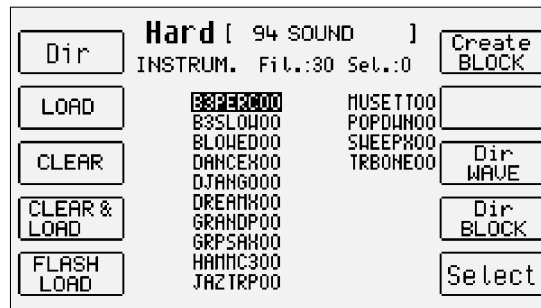 Dir
Hard [ 94 SOUND ]
Create
BLOCK
INSTRUM. Fil.:30 Sel.:0
LOAD
CLEAR
CLEAR &
LOAD
FLASH
LOAD
B3PERC00
B3SLOW00
BLOWED00
DANCEX00
DJANGO00
DREAMX00
GRANDP00
GRPSAX00
HAMMC300
JAZTRP00
MUSETT00
POPDWN00
SWEEPX00
TRBONE00
Dir
WAVE
Dir
BLOCK
Select